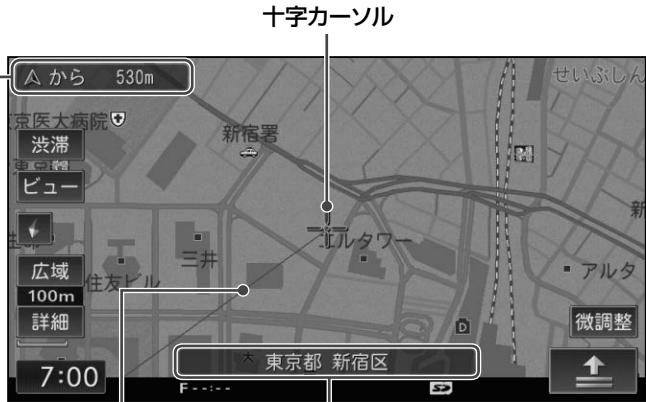 十字カーソル
から 530m
せいぶしん
京医大病院
新宿署
渋滞
ビュー
新
エルタワー
三井
広域
住友ビル
アルタ
100m
詳細
D
微調整
東京都 新宿区
7:00
F--:--